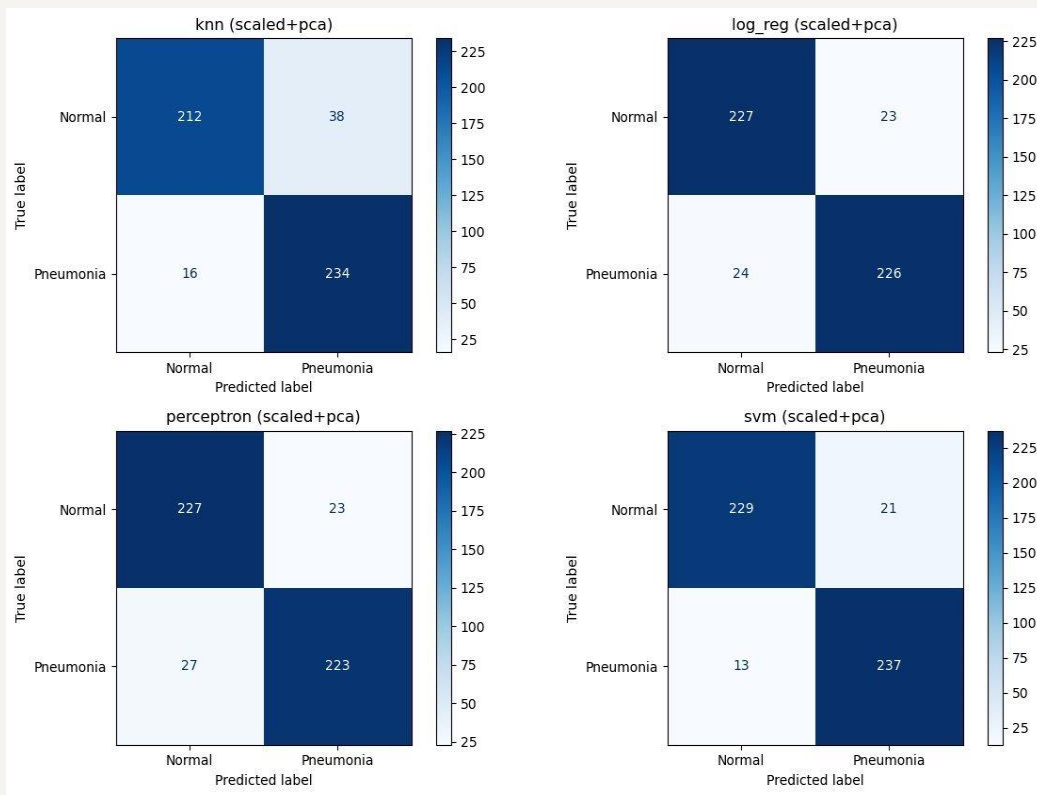 knn (scaled+pca)
Normal
212
38
True label
Pneumonia
16
234
Normal
Pneumonia
Predicted label
225
200
175
150
125
100
75
50
25
log_reg (scaled+pca)
Normal
227
23
True label
Pneumonia
24
226
Normal
Pneumonia
Predicted label
225
200
175
150
125
100
75
50
25
perceptron (scaled+pca)
Normal
227
23
True label
Pneumonia
27
223
Normal
Pneumonia
Predicted label
225
200
175
150
125
100
75
50
25
svm (scaled+pca)
Normal
229
21
True label
Pneumonia
13
237
Normal
Pneumonia
Predicted label
225
200
175
150
125
100
75
50
25